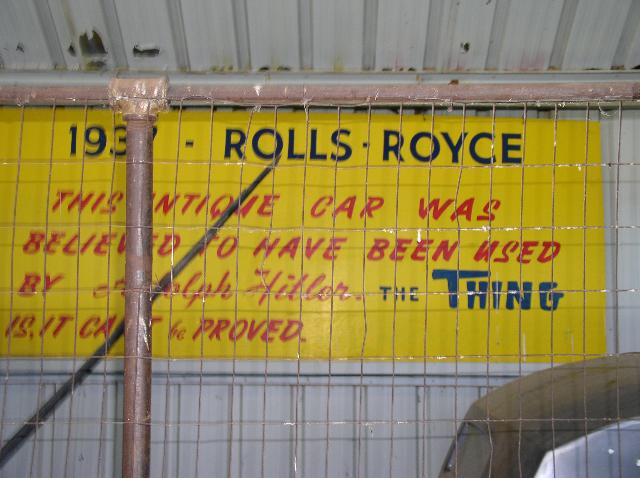 1937 - ROLLS-ROYCE
THIS ANTIQUE CAR WAS
BELIEVED TO HAVE BEEN USED
BY Adolph Hitler. THE THING
IS, IT CAN'T be PROVED.